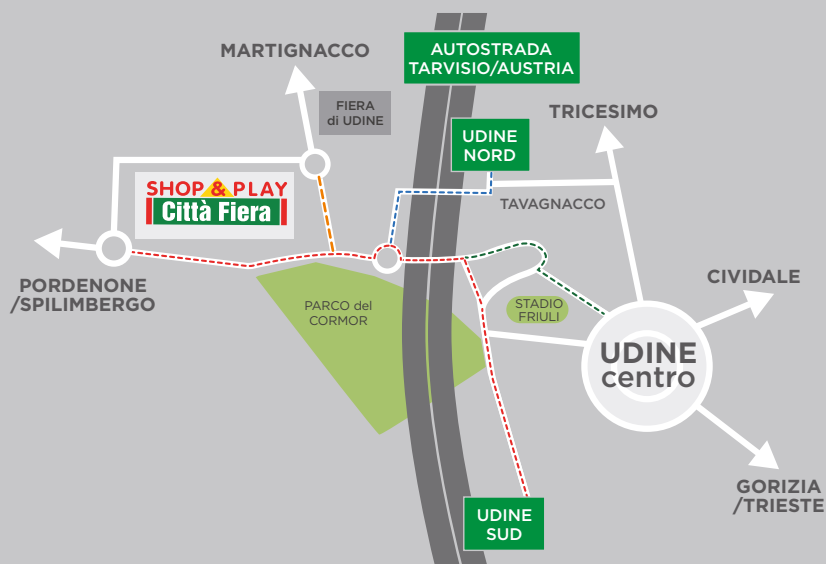 MARTIGNACCO
AUTOSTRADA
TARVISIO/AUSTRIA
FIERA
di UDINE
TRICESIMO
UDINE
NORD
SHOP & PLAY
Città Fiera
TAVAGNACCO
PORDENONE
/SPILIMBERGO
CIVIDALE
PARCO del
CORMOR
STADIO
FRIULI
UDINE
centro
GORIZIA
/TRIESTE
UDINE
SUD